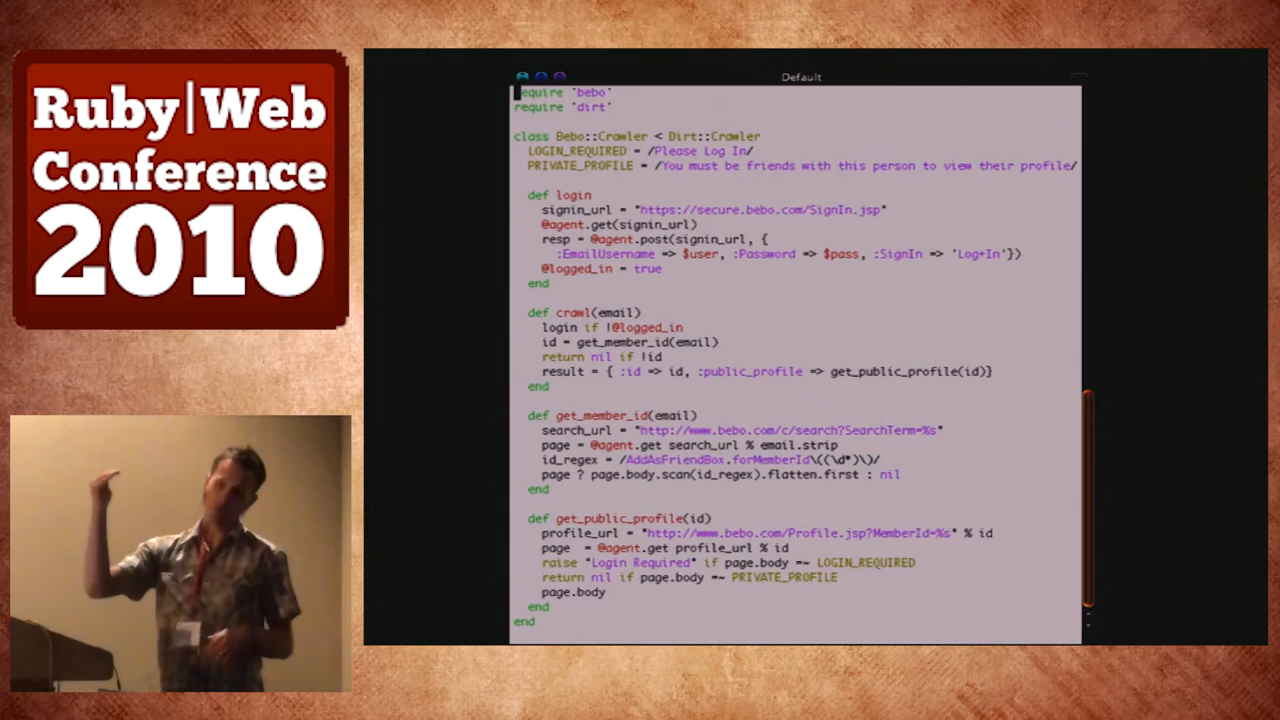 Ruby|Web
Conference
2010
Default
equire 'bebo'
require 'dirt'
class Bebo::Crawler < Dirt::Crawler
  LOGIN_REQUIRED = /Please Log In/
  PRIVATE_PROFILE = /You must be friends with this person to view their profile/
  def login
    signin_url = "https://secure.bebo.com/SignIn.jsp"
    @agent.get(signin_url)
    resp = @agent.post(signin_url, {
      :EmailUsername => $user, :Password => $pass, :SignIn => 'Log+In'})
    @logged_in = true
  end
  def crawl(email)
    login if !@logged_in
    id = get_member_id(email)
    return nil if !id
    result = { :id => id, :public_profile => get_public_profile(id)}
  end
  def get_member_id(email)
    search_url = "http://www.bebo.com/c/search?SearchTerm=%s"
    page = @agent.get search_url % email.strip
    id_regex = /AddAsFriendBox.forMemberId\((\d*)\)/
    page ? page.body.scan(id_regex).flatten.first : nil
  end
  def get_public_profile(id)
    profile_url = "http://www.bebo.com/Profile.jsp?MemberId=%s" % id
    page  = @agent.get profile_url % id
    raise "Login Required" if page.body =~ LOGIN_REQUIRED
    return nil if page.body =~ PRIVATE_PROFILE
    page.body
  end
end